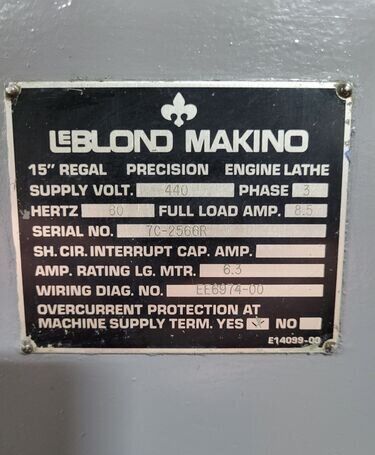 LEBLOND MAKINO
15" REGAL PRECISION ENGINE LATHE
SUPPLY VOLT. 440 PHASE 3
HERTZ 60 FULL LOAD AMP. 8.5
SERIAL NO. 7C-2566R
SH. CIR. INTERRUPT CAP. AMP.
AMP. RATING LG. MTR. 6.3
WIRING DIAG. NO. EE6974-00
OVERCURRENT PROTECTION AT
MACHINE SUPPLY TERM. YES NO
E14099-00